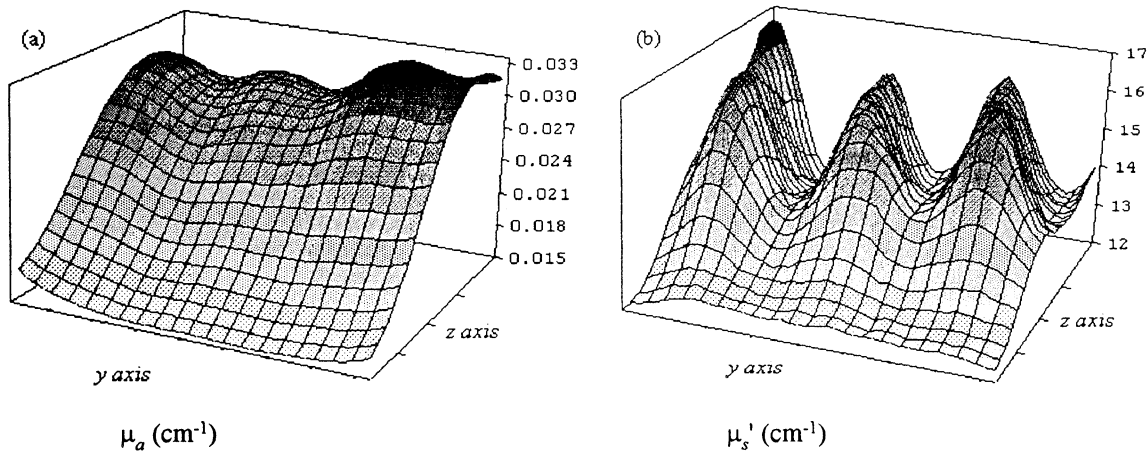 (a)
0.033
0.030
0.027
0.024
0.021
0.018
0.015
z axis
y axis
μa (cm-1)
(b)
17
16
15
14
13
12
z axis
y axis
μs' (cm-1)